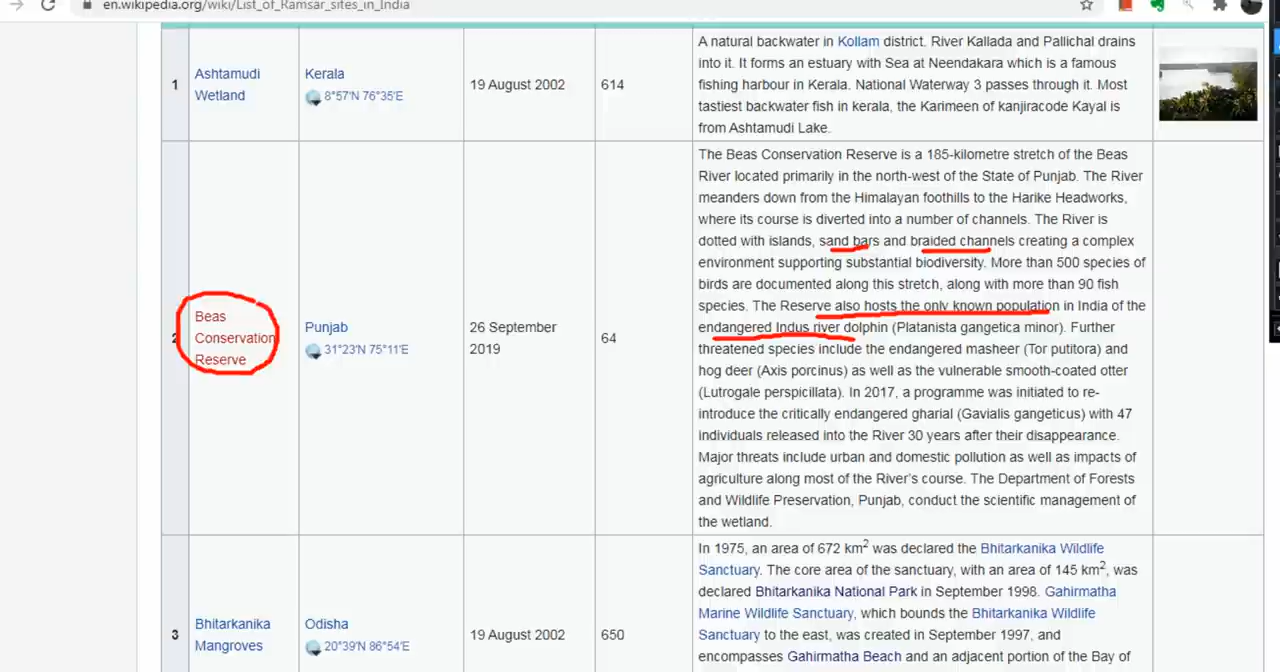 en.wikipedia.org/wiki/List_of_Ramsar_sites_in_India
1
Ashtamudi
Wetland
Kerala
8°57′N 76°35′E
19 August 2002
614
A natural backwater in Kollam district. River Kallada and Pallichal drains
into it. It forms an estuary with Sea at Neendakara which is a famous
fishing harbour in Kerala. National Waterway 3 passes through it. Most
tastiest backwater fish in kerala, the Karimeen of kanjiracode Kayal is
from Ashtamudi Lake.
2
Beas
Conservation
Reserve
Punjab
31°23′N 75°11′E
26 September
2019
64
The Beas Conservation Reserve is a 185-kilometre stretch of the Beas
River located primarily in the north-west of the State of Punjab. The River
meanders down from the Himalayan foothills to the Harike Headworks,
where its course is diverted into a number of channels. The River is
dotted with islands, sand bars and braided channels creating a complex
environment supporting substantial biodiversity. More than 500 species of
birds are documented along this stretch, along with more than 90 fish
species. The Reserve also hosts the only known population in India of the
endangered Indus river dolphin (Platanista gangetica minor). Further
threatened species include the endangered masheer (Tor putitora) and
hog deer (Axis porcinus) as well as the vulnerable smooth-coated otter
(Lutrogale perspicillata). In 2017, a programme was initiated to re-
introduce the critically endangered gharial (Gavialis gangeticus) with 47
individuals released into the River 30 years after their disappearance.
Major threats include urban and domestic pollution as well as impacts of
agriculture along most of the River's course. The Department of Forests
and Wildlife Preservation, Punjab, conduct the scientific management of
the wetland.
3
Bhitarkanika
Mangroves
Odisha
20°39′N 86°54′E
19 August 2002
650
In 1975, an area of 672 km² was declared the Bhitarkanika Wildlife
Sanctuary. The core area of the sanctuary, with an area of 145 km², was
declared Bhitarkanika National Park in September 1998. Gahirmatha
Marine Wildlife Sanctuary, which bounds the Bhitarkanika Wildlife
Sanctuary to the east, was created in September 1997, and
encompasses Gahirmatha Beach and an adjacent portion of the Bay of